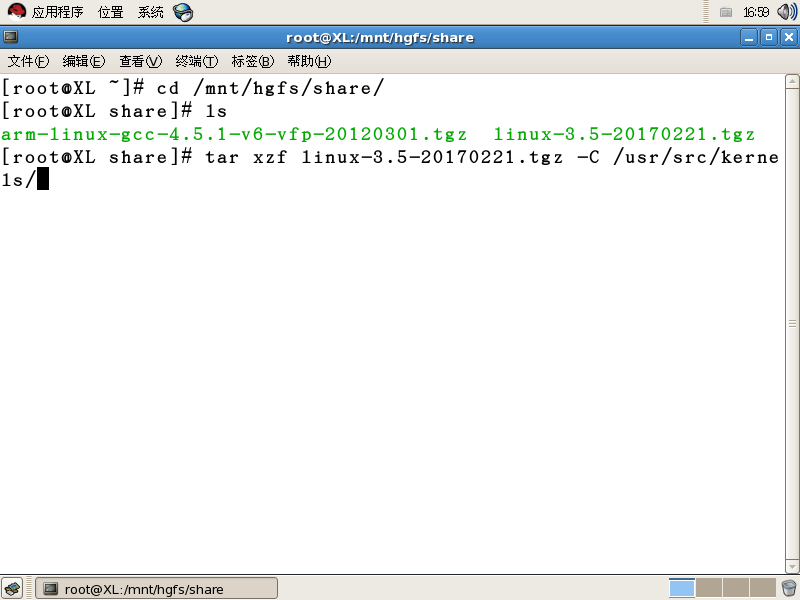 应用程序 位置 系统 16:59
root@XL:/mnt/hgfs/share
文件(F) 编辑(E) 查看(V) 终端(T) 标签(B) 帮助(H)
[root@XL ~]# cd /mnt/hgfs/share/
[root@XL share]# ls
arm-linux-gcc-4.5.1-v6-vfp-20120301.tgz linux-3.5-20170221.tgz
[root@XL share]# tar xzf linux-3.5-20170221.tgz -C /usr/src/kerne
ls/
root@XL:/mnt/hgfs/share